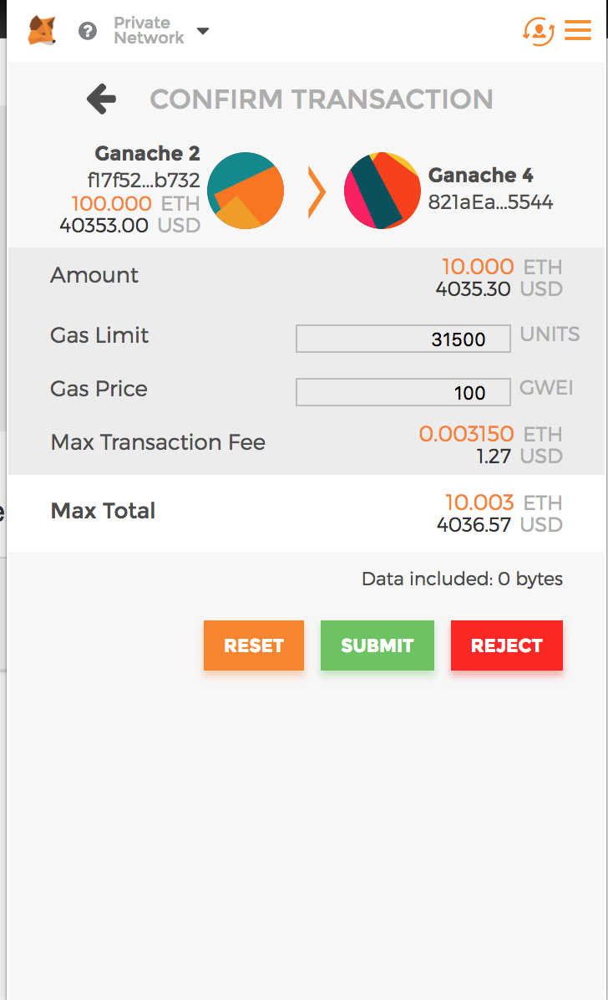 ?
Private
Network
CONFIRM TRANSACTION
Ganache 2
f17f52...b732
100.000 ETH
40353.00 USD
Ganache 4
821aEa...5544
Amount
10.000 ETH
4035.30 USD
Gas Limit
31500 UNITS
Gas Price
100 GWEI
Max Transaction Fee
0.003150 ETH
1.27 USD
Max Total
10.003 ETH
4036.57 USD
Data included: 0 bytes
RESET
SUBMIT
REJECT